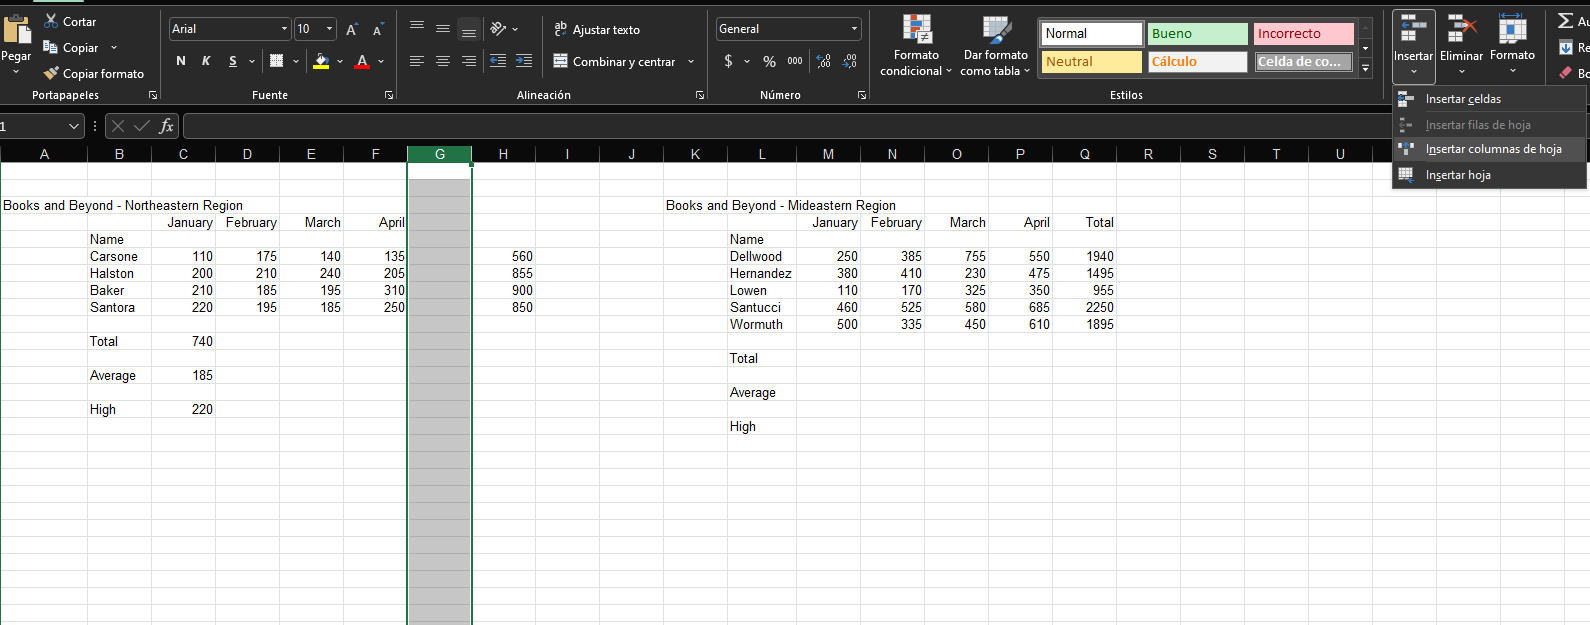 Cortar
Copiar
Copiar formato
Pegar
Portapapeles
Arial 10 A A
N K S A
Fuente
ab Ajustar texto
Combinar y centrar
Alineación
General
$ % 000
Número
Formato condicional
Dar formato como tabla
Normal Bueno Incorrecto
Neutral Cálculo Celda de co...
Estilos
Insertar Eliminar Formato
Insertar celdas
Insertar filas de hoja
Insertar columnas de hoja
Insertar hoja
1 fx
A B C D E F G H I J K L M N O P Q R S T U
Books and Beyond - Northeastern Region Books and Beyond - Mideastern Region
January February March April January February March April Total
Name Name
Carsone 110 175 140 135 560 Dellwood 250 385 755 550 1940
Halston 200 210 240 205 855 Hernandez 380 410 230 475 1495
Baker 210 185 195 310 900 Lowen 110 170 325 350 955
Santora 220 195 185 250 850 Santucci 460 525 580 685 2250
Wormuth 500 335 450 610 1895
Total 740
Total
Average 185
Average
High 220
High